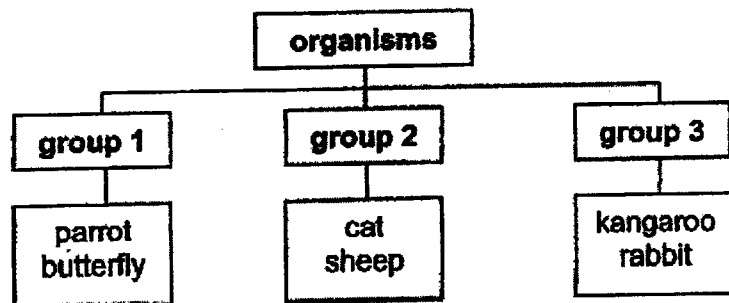 organisms
group 1
group 2
group 3
parrot
butterfly
cat
sheep
kangaroo
rabbit